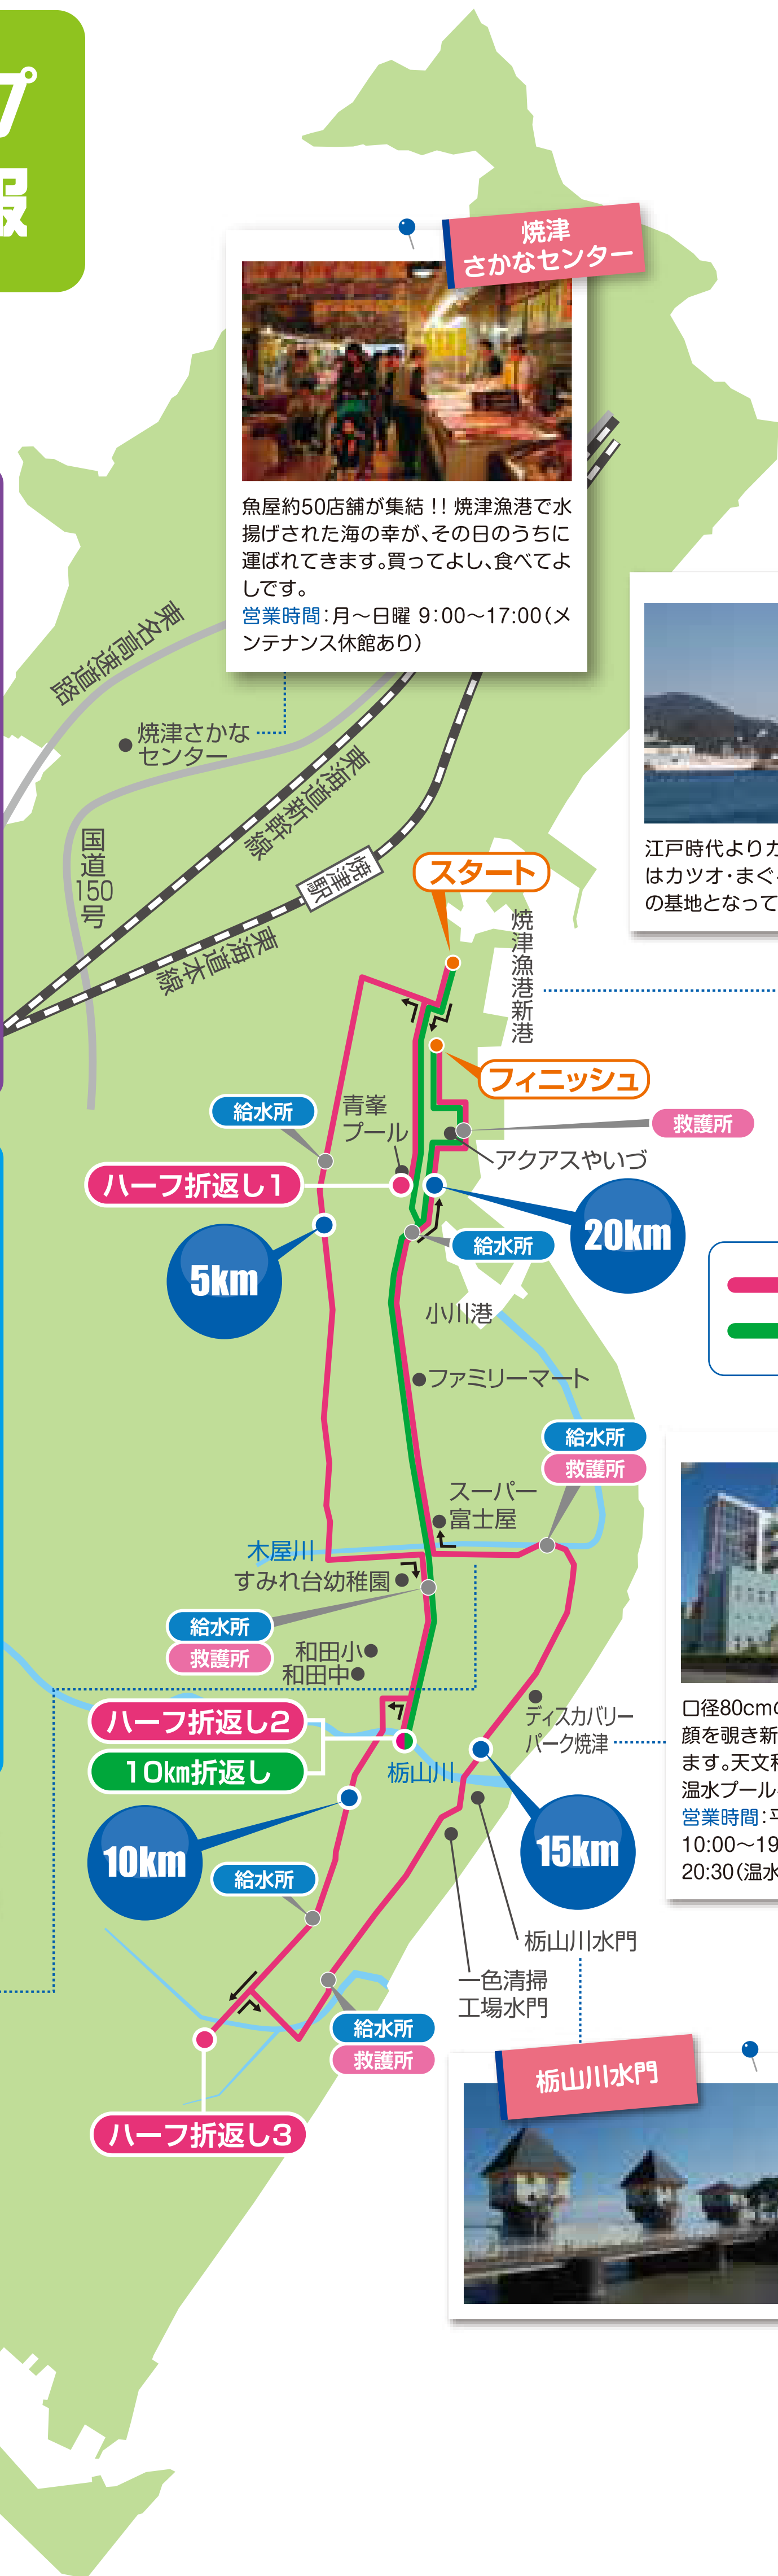 プ
報
焼津
さかなセンター
魚屋約50店舗が集結！！焼津漁港で水
揚げされた海の幸が、その日のうちに
運ばれてきます。買ってよし、食べてよ
しです。
営業時間：月～日曜 9：00～17：00（メ
ンテナンス休館あり）
東名高速道路
焼津さかな
センター
東海道新幹線
国道150号
焼津駅
東海道本線
江戸時代よりカ
はカツオ・まぐ
の基地となって
スタート
焼津漁港新港
フィニッシュ
給水所
青峯
プール
救護所
アクアスやいづ
ハーフ折返し1
20km
給水所
5km
小川港
ファミリーマート
給水所
救護所
スーパー
富士屋
木屋川
すみれ台幼稚園
給水所
救護所
和田小
和田中
ハーフ折返し2
10km折返し
栃山川
ディスカバリー
パーク焼津
口径80cmの
顔を覗き新
ます。天文
温水プール
営業時間：平
10:00～19
20:30（温水
10km
15km
給水所
栃山川水門
一色清掃
工場水門
給水所
救護所
ハーフ折返し3
栃山川水門